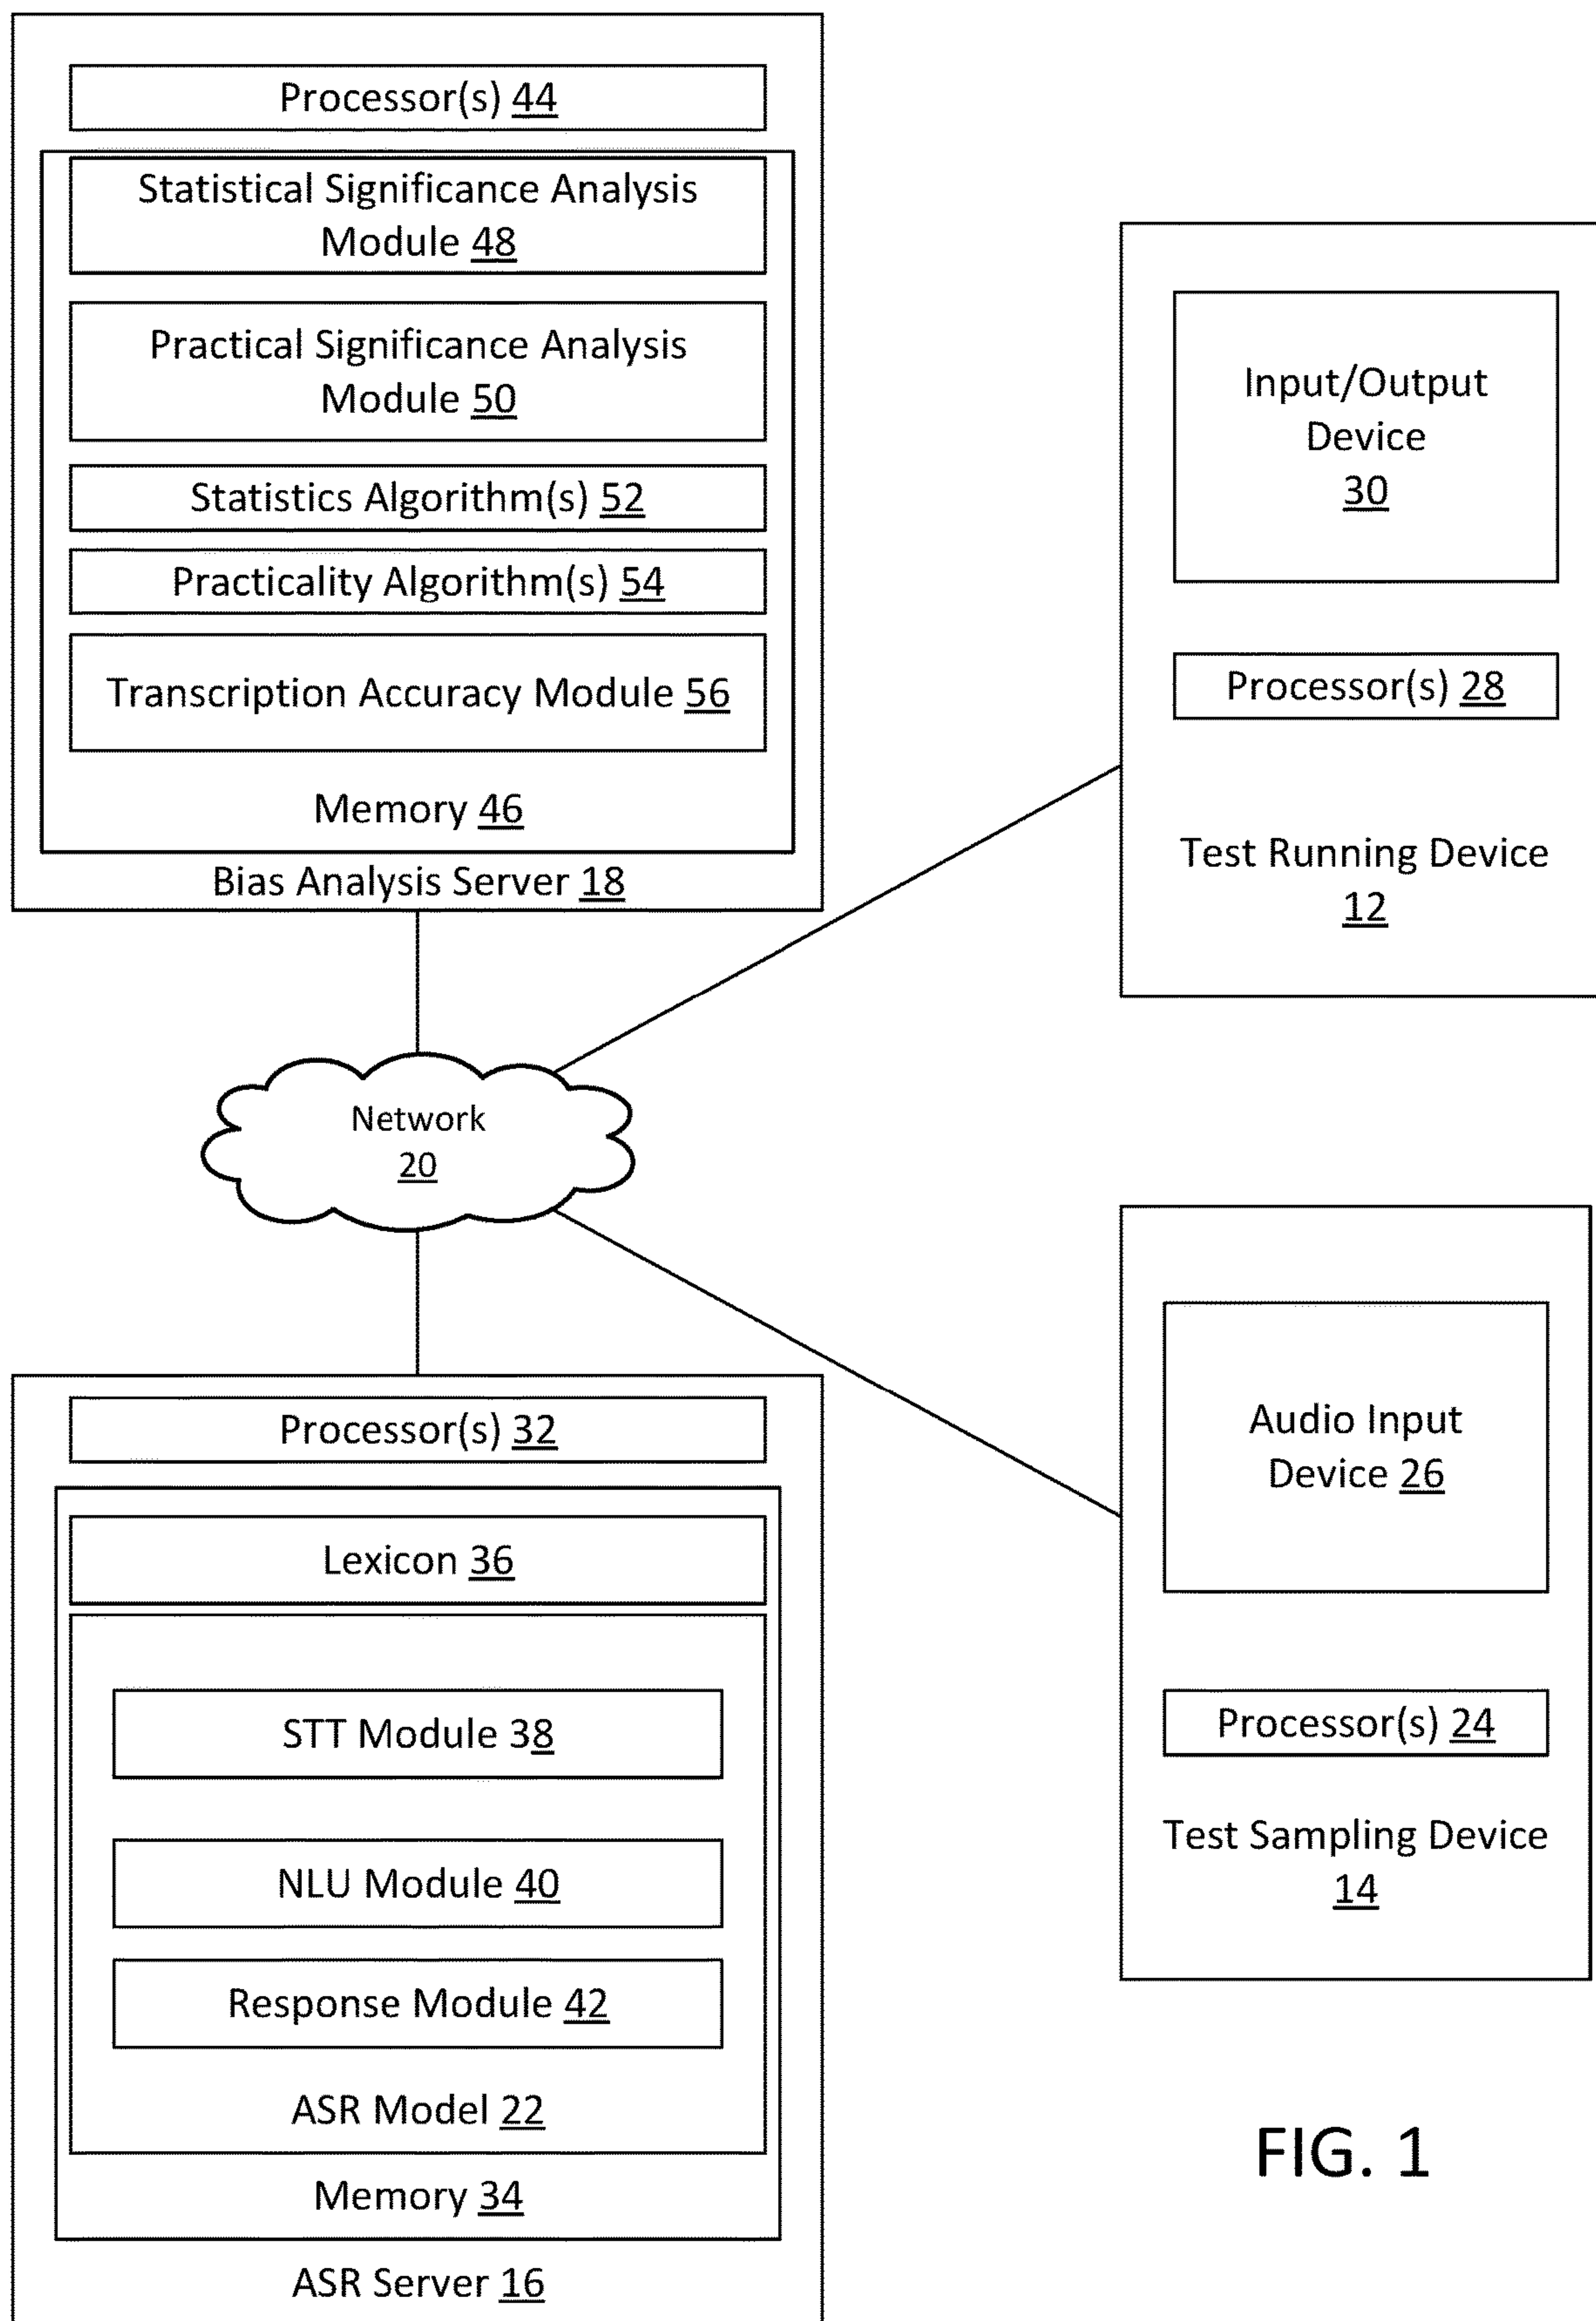 Processor(s) 44
Statistical Significance Analysis
Module 48
Practical Significance Analysis
Module 50
Statistics Algorithm(s) 52
Practicality Algorithm(s) 54
Transcription Accuracy Module 56
Memory 46
Bias Analysis Server 18
Input/Output
Device
30
Processor(s) 28
Test Running Device
12
Network
20
Processor(s) 32
Lexicon 36
STT Module 38
NLU Module 40
Response Module 42
ASR Model 22
Memory 34
ASR Server 16
Audio Input
Device 26
Processor(s) 24
Test Sampling Device
14
FIG. 1